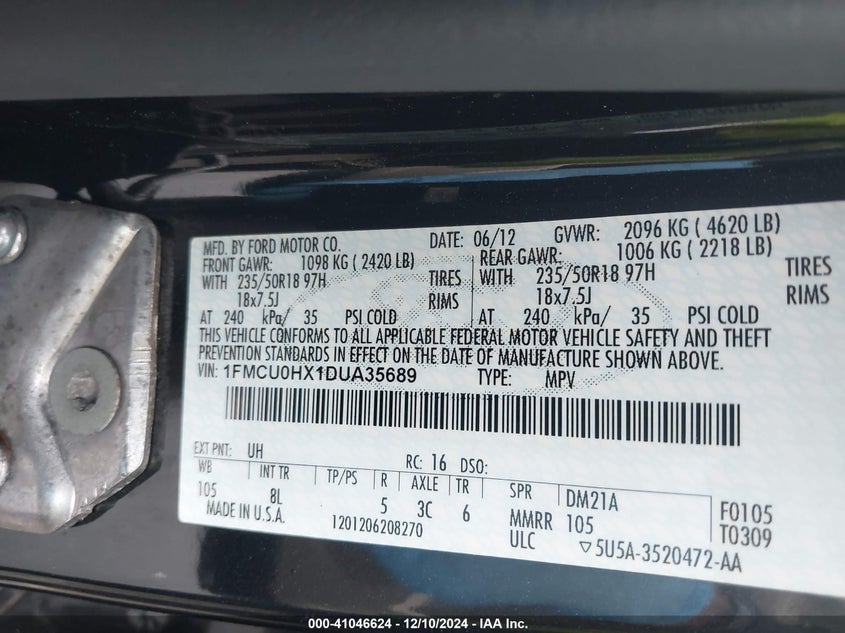 MFD. BY FORD MOTOR CO. DATE: 06/12 GVWR: 2096 KG ( 4620 LB)
FRONT GAWR: 1098 KG ( 2420 LB) REAR GAWR: 1006 KG ( 2218 LB)
WITH 235/50R18 97H TIRES WITH 235/50R18 97H TIRES
18x7.5J RIMS 18x7.5J RIMS
AT 240 kPa/ 35 PSI COLD AT 240 kPa/ 35 PSI COLD
THIS VEHICLE CONFORMS TO ALL APPLICABLE FEDERAL MOTOR VEHICLE SAFETY AND THEFT
PREVENTION STANDARDS IN EFFECT ON THE DATE OF MANUFACTURE SHOWN ABOVE.
VIN: 1FMCU0HX1DUA35689 TYPE: MPV
EXT PNT: UH RC: 16 DSO:
WB INT TR TP/PS R AXLE TR SPR DM21A F0105
105 8L 5 3C 6 MMRR 105 T0309
MADE IN U.S.A. 1201206208270 ULC ▽5U5A-3520472-AA
000-41046624 - 12/10/2024 - IAA Inc.